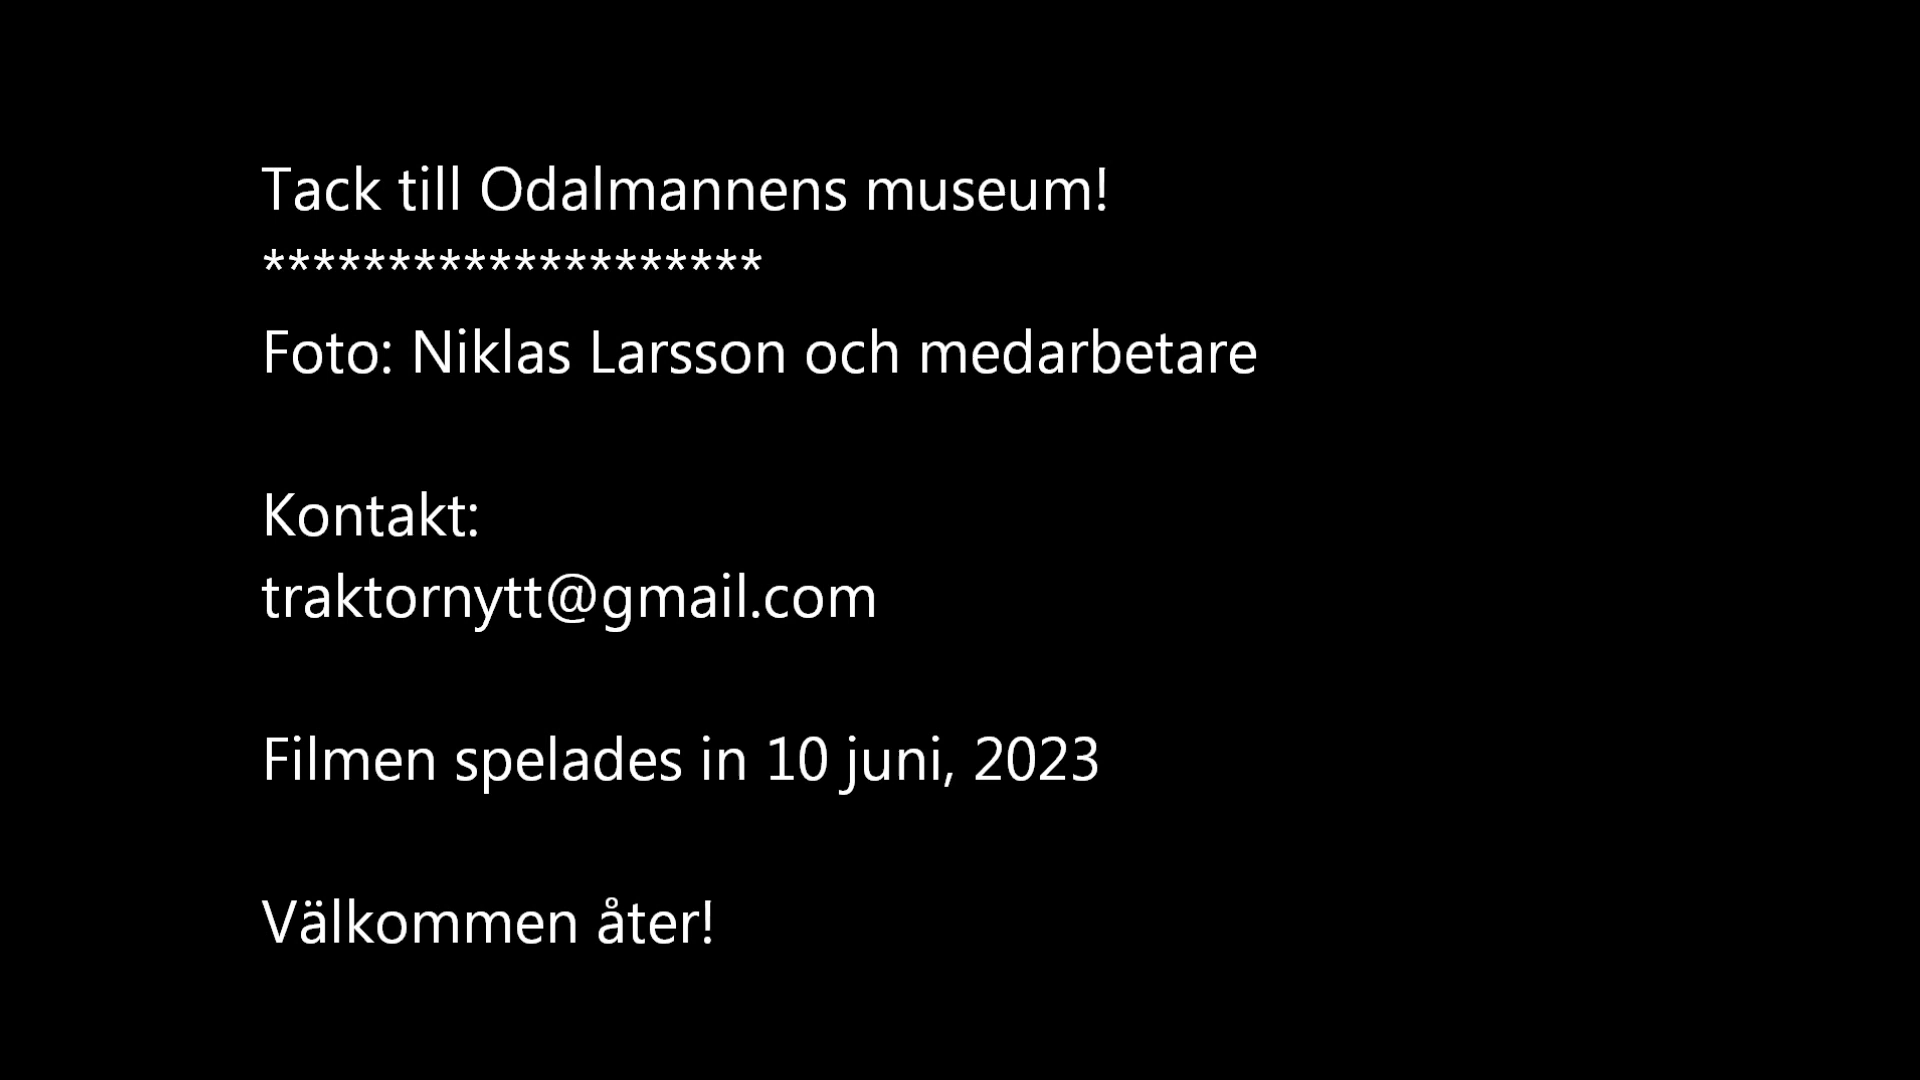 Tack till Odalmannens museum!
********************
Foto: Niklas Larsson och medarbetare
Kontakt:
traktornytt@gmail.com
Filmen spelades in 10 juni, 2023
Välkommen åter!